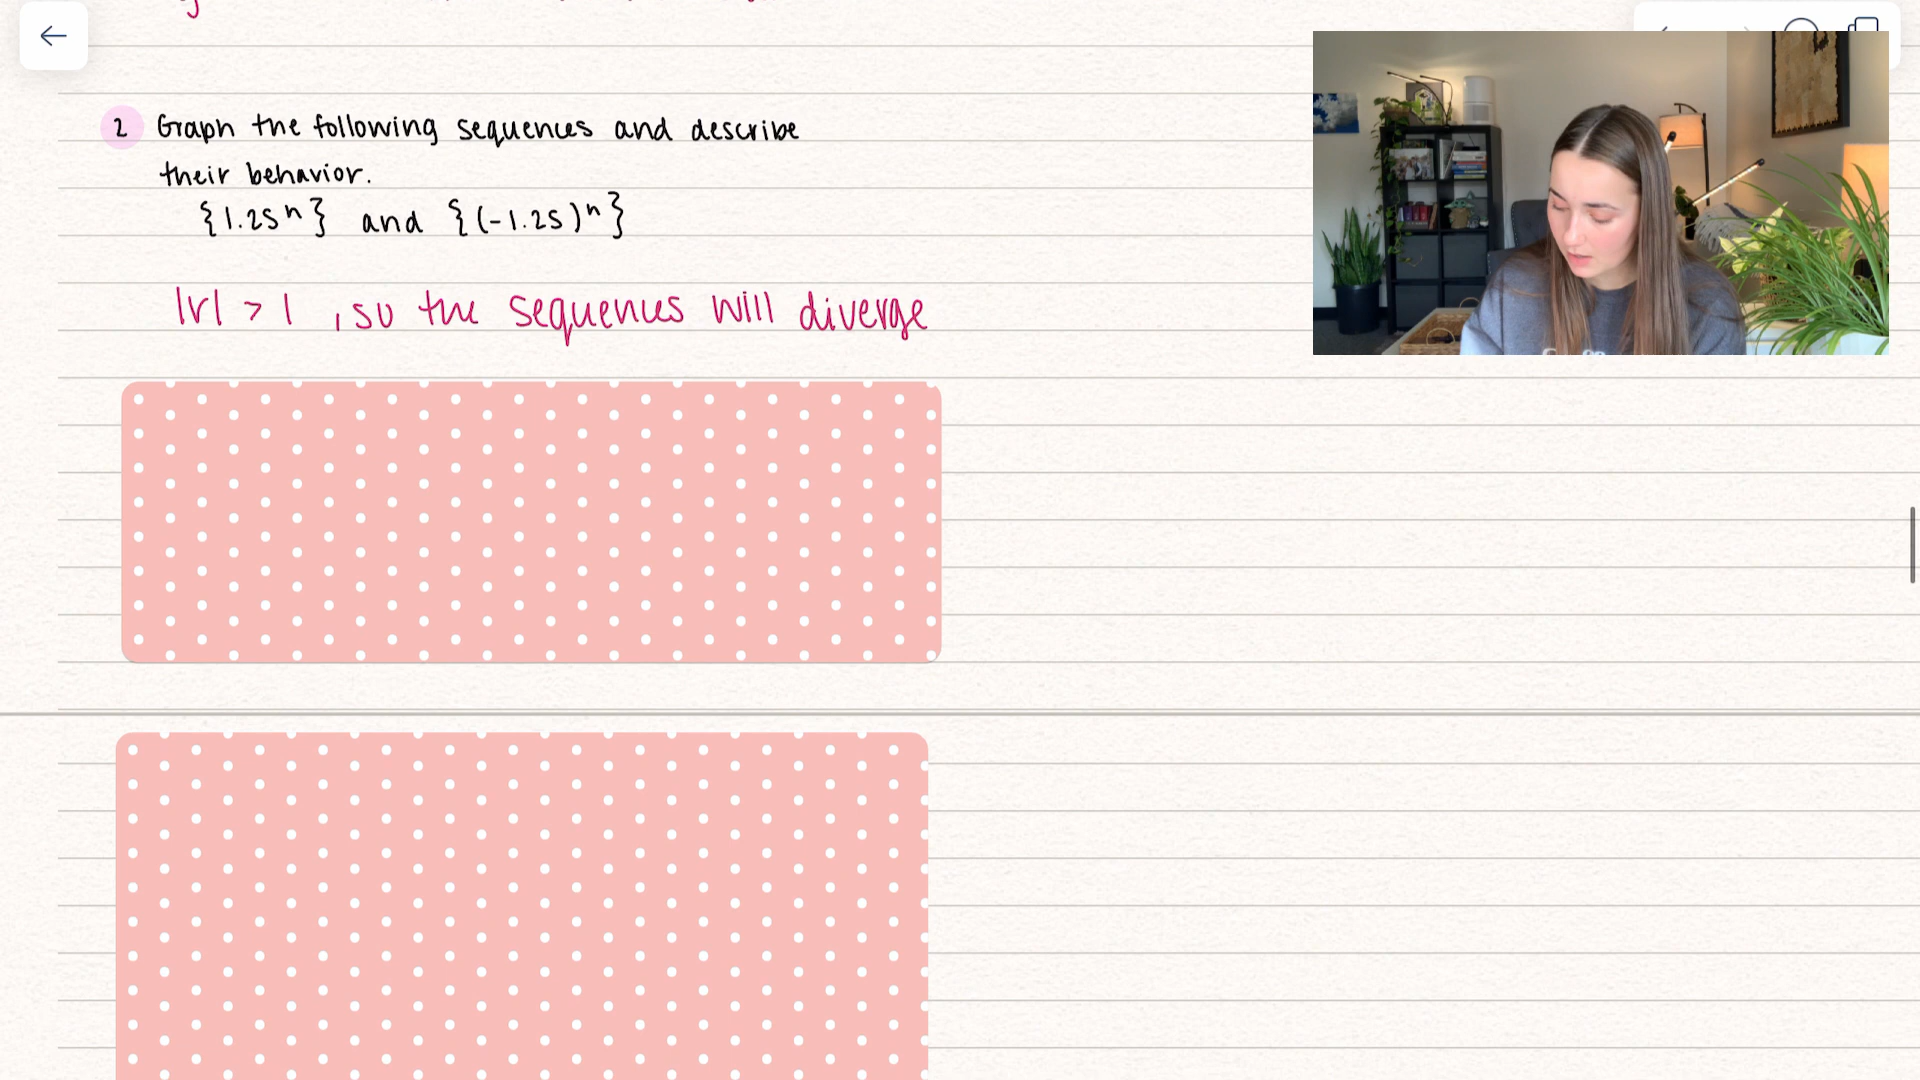 2 Graph the following sequences and describe
their behavior.
{1.25ⁿ} and {(-1.25)ⁿ}
|r| > 1 , so the sequences will diverge